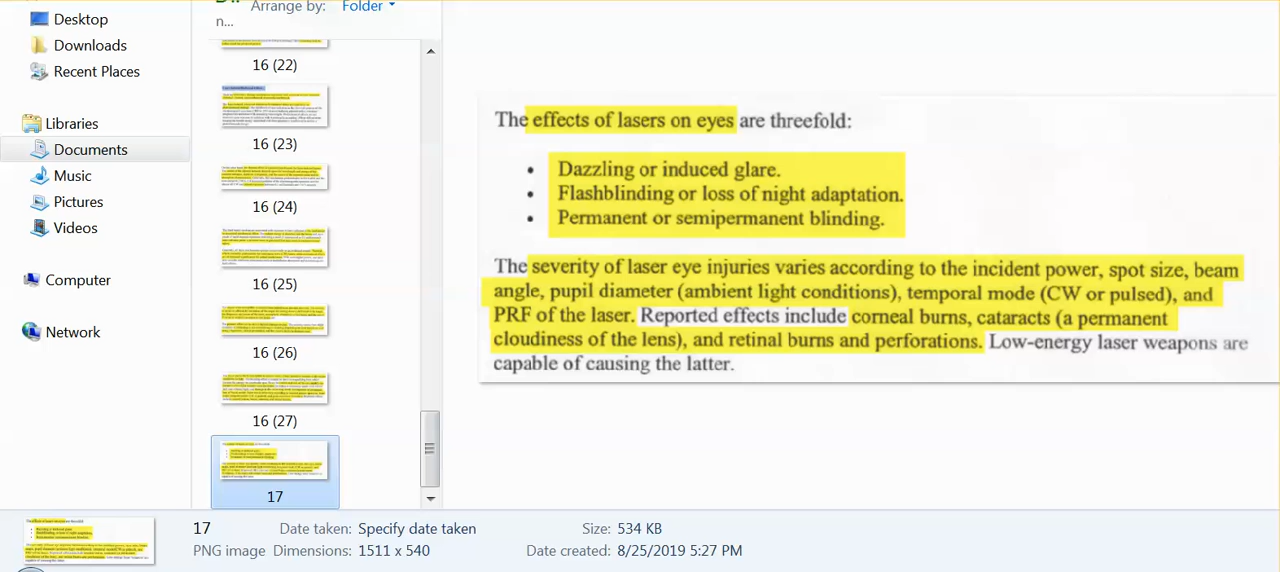 Desktop
Downloads
Recent Places
Libraries
Documents
Music
Pictures
Videos
Computer
Network
n...
Arrange by:
Folder
16 (22)
16 (23)
16 (24)
16 (25)
16 (26)
16 (27)
17
The effects of lasers on eyes are threefold:
• Dazzling or induced glare.
• Flashblinding or loss of night adaptation.
• Permanent or semipermanent blinding.
The severity of laser eye injuries varies according to the incident power, spot size, beam
angle, pupil diameter (ambient light conditions), temporal mode (CW or pulsed), and
PRF of the laser. Reported effects include corneal burns, cataracts (a permanent
cloudiness of the lens), and retinal burns and perforations. Low-energy laser weapons are
capable of causing the latter.
17
Date taken: Specify date taken
Size: 534 KB
PNG image
Dimensions: 1511 x 540
Date created: 8/25/2019 5:27 PM